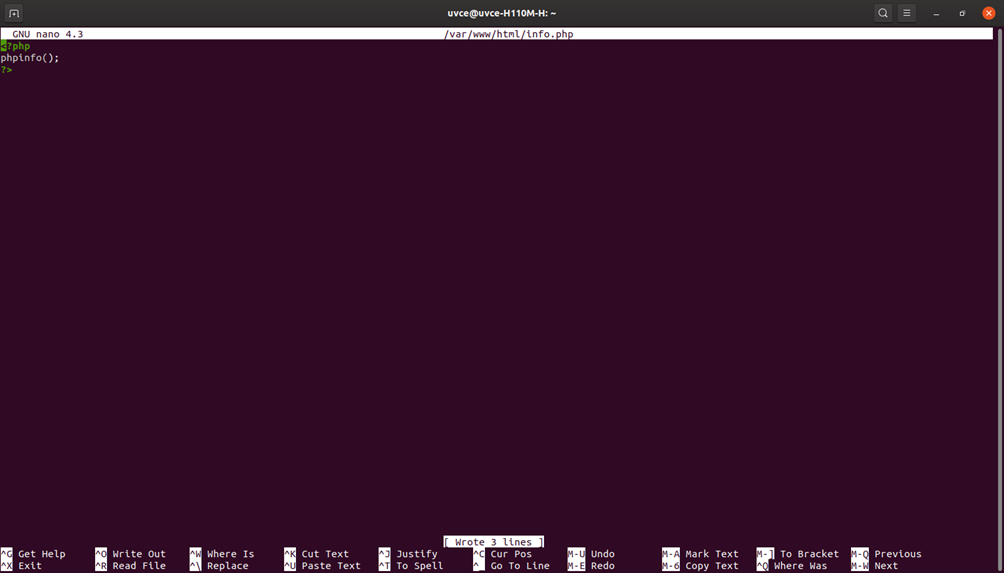 uvce@uvce-H110M-H: ~
GNU nano 4.3 /var/www/html/info.php
<?php
phpinfo();
?>
[ Wrote 3 lines ]
^G Get Help ^O Write Out ^W Where Is ^K Cut Text ^J Justify ^C Cur Pos M-U Undo M-A Mark Text M-] To Bracket M-Q Previous
^X Exit ^R Read File ^\ Replace ^U Paste Text ^T To Spell ^_ Go To Line M-E Redo M-6 Copy Text ^Q Where Was M-W Next